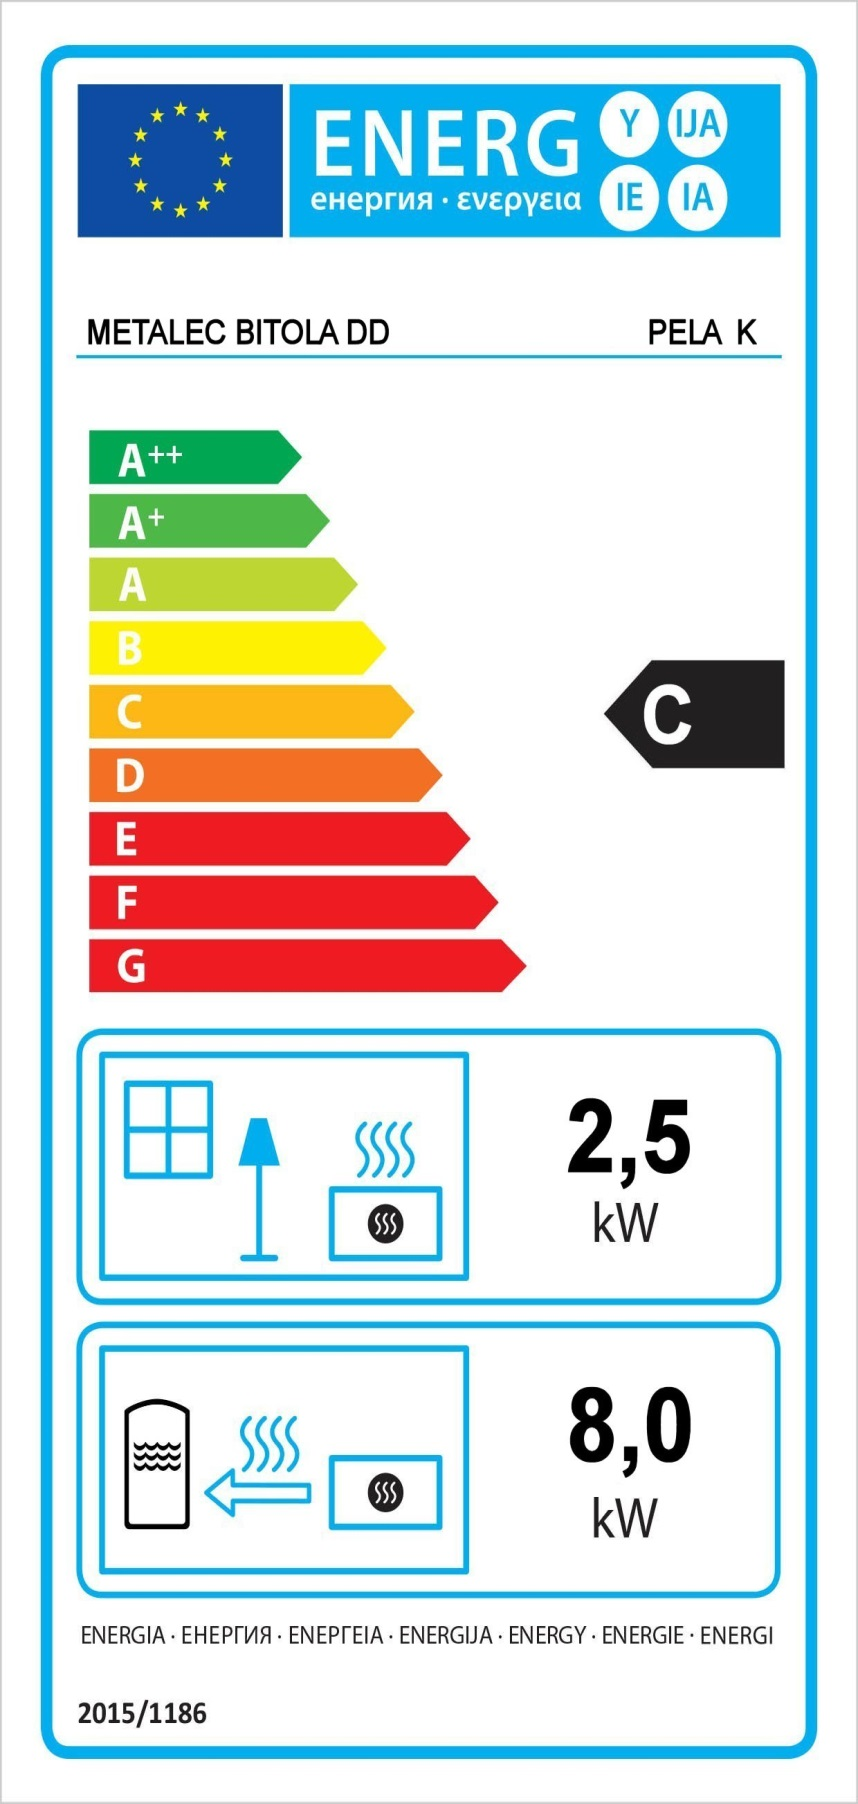 ENERG Y IJA
енергия · ενεργεια IE IA
METALEC BITOLA DD PELA K
A++
A+
A
B
C
C
D
E
F
G
2,5
kW
8,0
kW
ENERGIA · ЕНЕРГИЯ · ΕΝΕΡΓΕΙΑ · ENERGIJA · ENERGY · ENERGIE · ENERGI
2015/1186